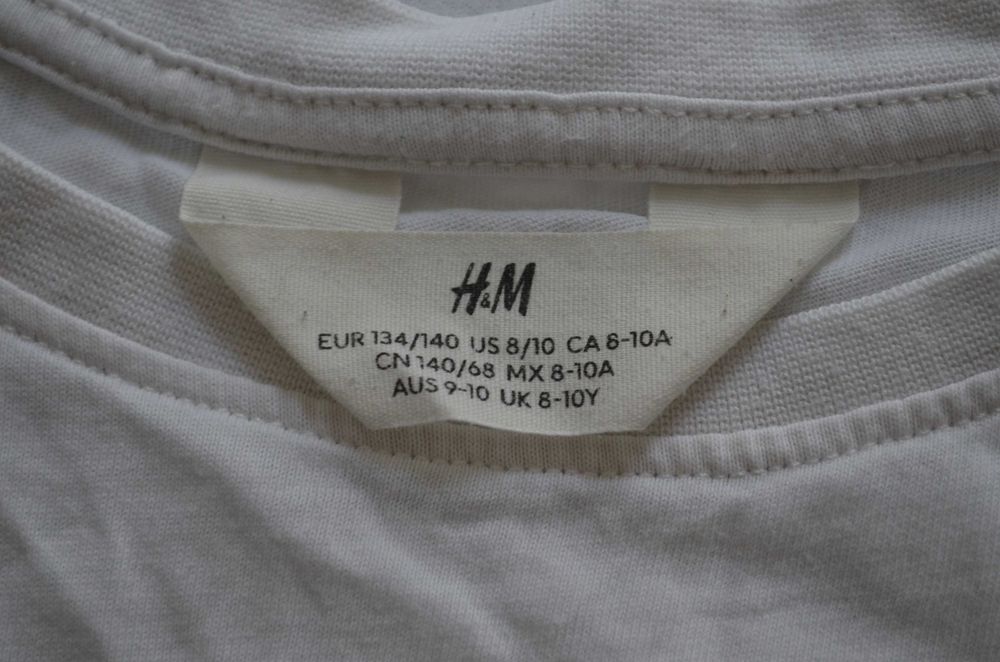 H&M
EUR 134/140 US 8/10 CA 8-10A
CN 140/68 MX 8-10A
AUS 9-10 UK 8-10Y